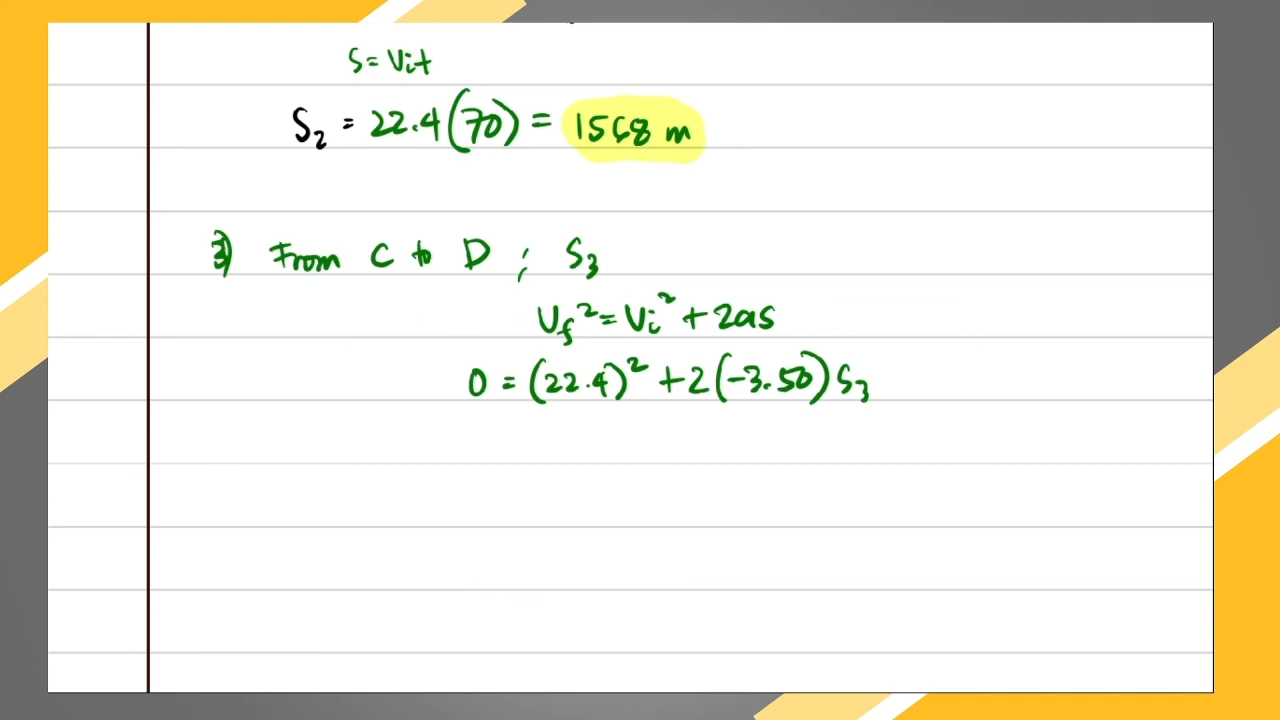 S = Vit
S₂ = 22.4(70) = 1568 m
3) From C to D ; S₃
Vf² = Vi² + 2as
0 = (22.4)² + 2(-3.50)S₃